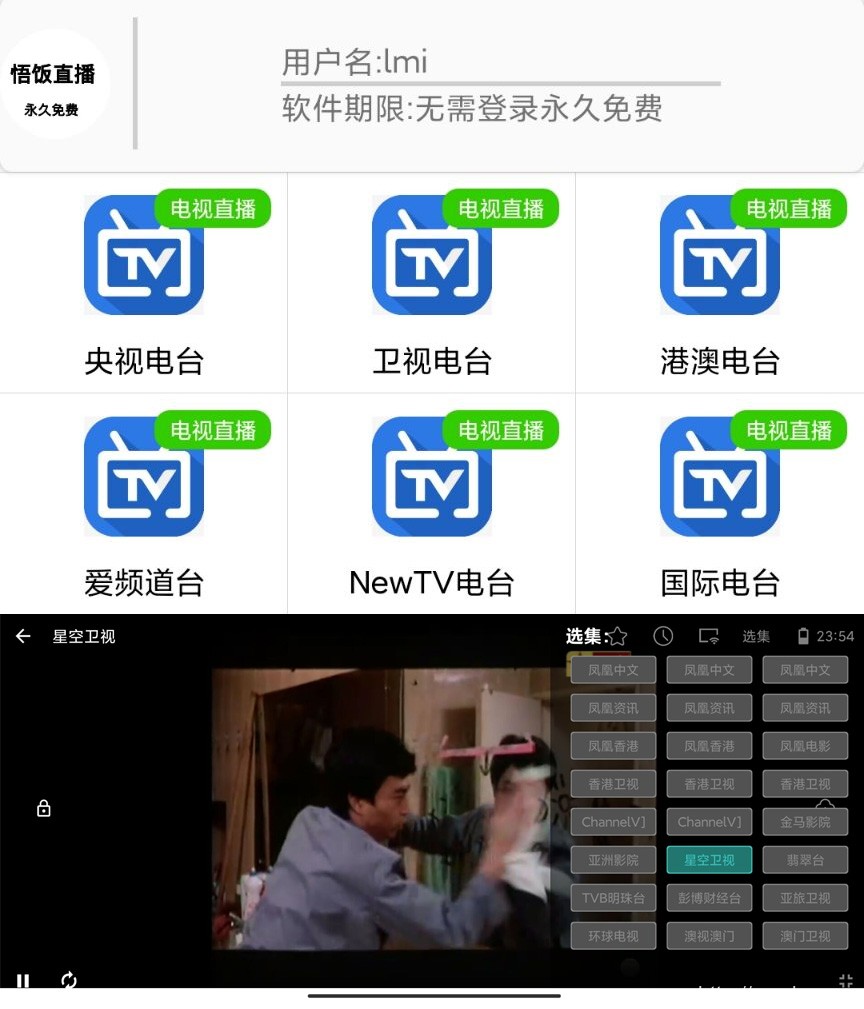 悟饭直播
永久免费
用户名:lmi
软件期限:无需登录永久免费
电视直播 电视直播 电视直播
TV TV TV
央视电台 卫视电台 港澳电台
电视直播 电视直播 电视直播
TV TV TV
爱频道台 NewTV电台 国际电台
星空卫视 选集: 选集 23:54
凤凰中文 凤凰中文 凤凰中文
凤凰资讯 凤凰资讯 凤凰资讯
凤凰香港 凤凰香港 凤凰电影
香港卫视 香港卫视 香港卫视
ChannelV] ChannelV] 金马影院
亚洲影院 星空卫视 翡翠台
TVB明珠台 彭博财经台 亚旅卫视
环球电视 澳视澳门 澳门卫视